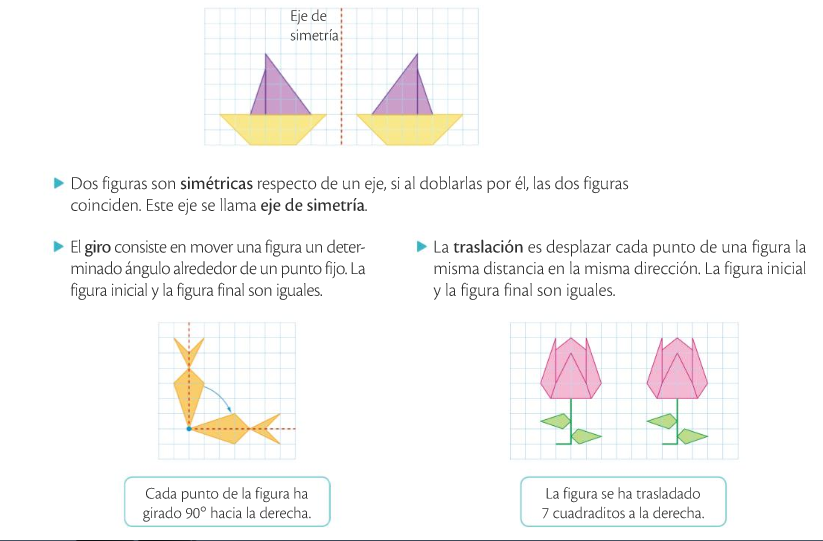 Eje de
simetría
▶ Dos figuras son simétricas respecto de un eje, si al doblarlas por él, las dos figuras
coinciden. Este eje se llama eje de simetría.
▶ El giro consiste en mover una figura un deter-
minado ángulo alrededor de un punto fijo. La
figura inicial y la figura final son iguales.
▶ La traslación es desplazar cada punto de una figura la
misma distancia en la misma dirección. La figura inicial
y la figura final son iguales.
Cada punto de la figura ha
girado 90° hacia la derecha.
La figura se ha trasladado
7 cuadraditos a la derecha.